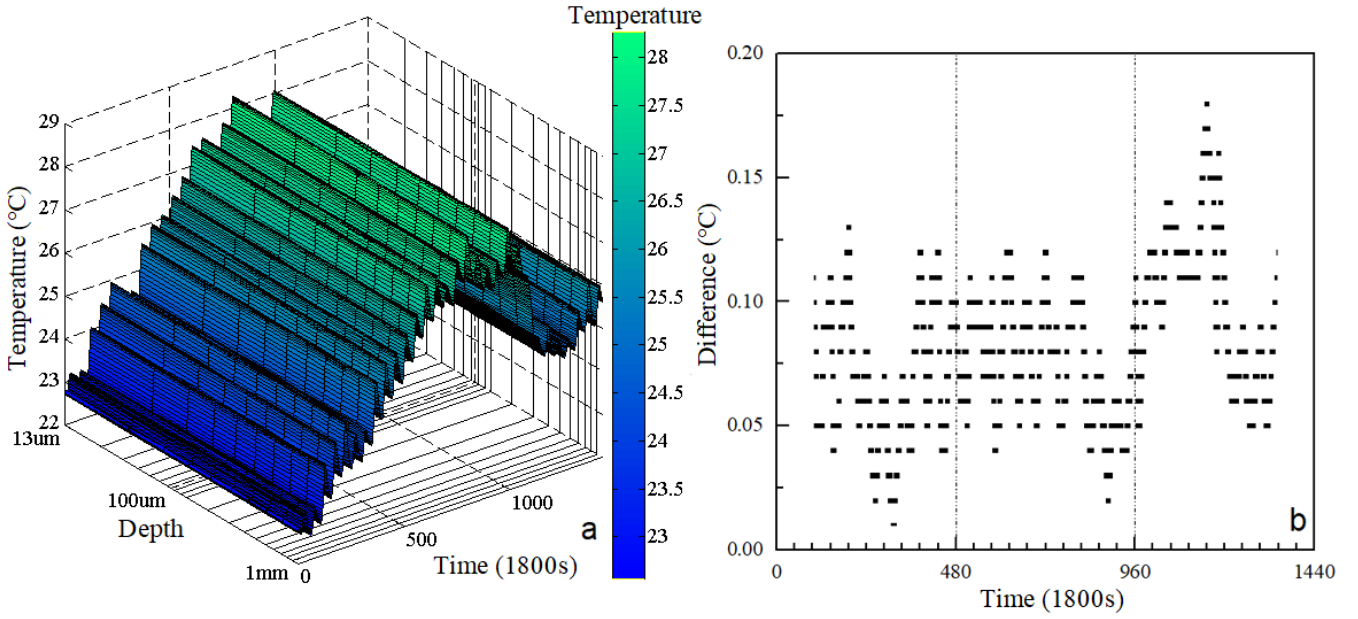 Temperature
29
28
27
26
25
24
23
22
Temperature (°C)
13um
100um
1mm
Depth
0
500
1000
Time (1800s)
a
28
27.5
27
26.5
26
25.5
25
24.5
24
23.5
23
0.20
0.15
0.10
0.05
0.00
Difference (°C)
0
480
960
1440
Time (1800s)
b